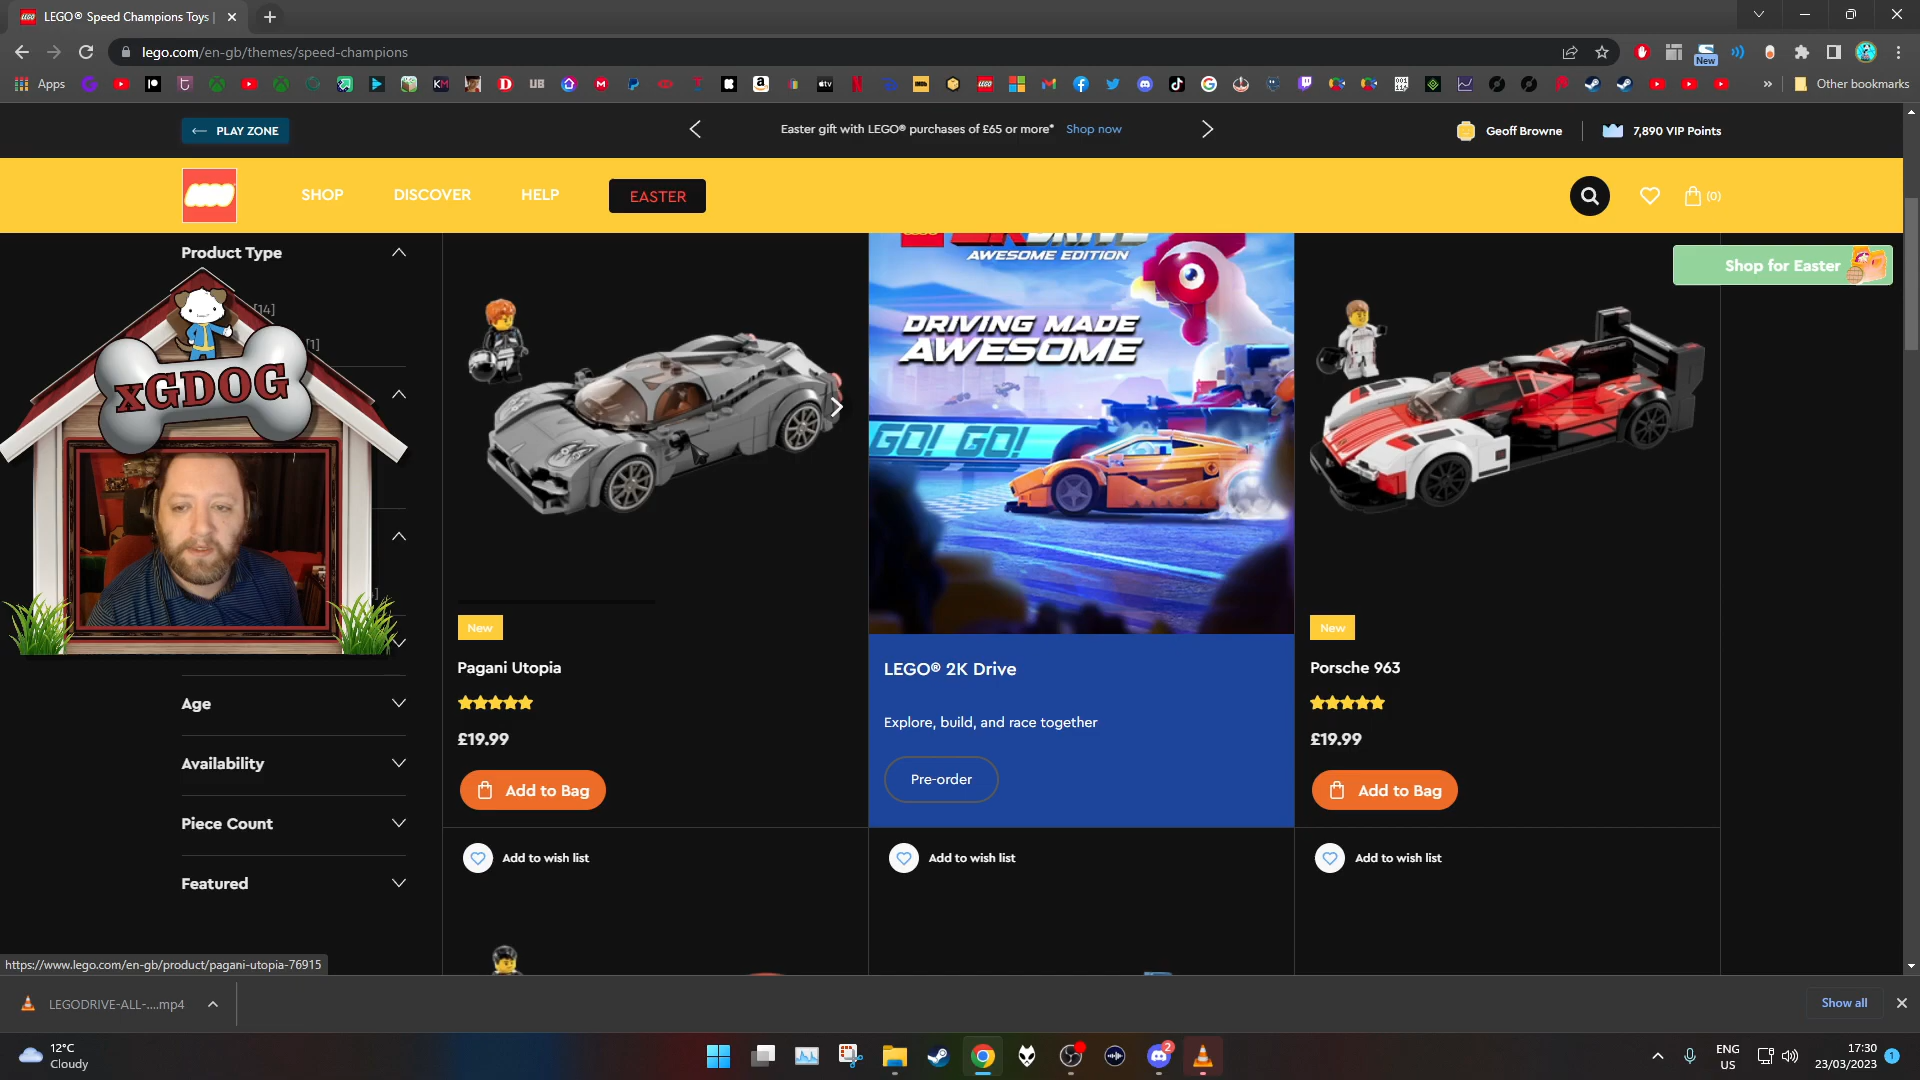 LEGO® Speed Champions Toys |
lego.com/en-gb/themes/speed-champions
New
Apps
Other bookmarks
PLAY ZONE
Easter gift with LEGO® purchases of £65 or more* Shop now
Geoff Browne
7,890 VIP Points
SHOP
DISCOVER
HELP
EASTER
(0)
Product Type
[14]
[1]
xGDOG
Age
Availability
Piece Count
Featured
AWESOME EDITION
DRIVING MADE
AWESOME
GO! GO!
PORSCHE
Shop for Easter
New
Pagani Utopia
£19.99
Add to Bag
LEGO® 2K Drive
Explore, build, and race together
Pre-order
New
Porsche 963
£19.99
Add to Bag
Add to wish list
Add to wish list
Add to wish list
https://www.lego.com/en-gb/product/pagani-utopia-76915
LEGODRIVE-ALL-....mp4
Show all
12°C
Cloudy
2
ENG
US
17:30
23/03/2023
1